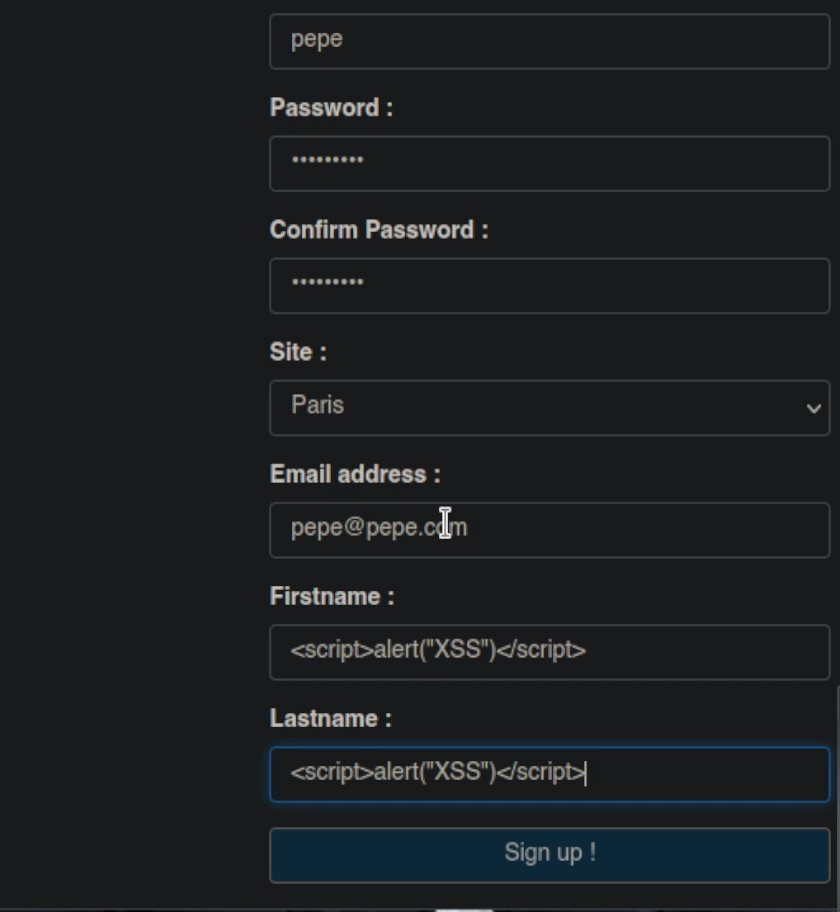 pepe
Password :
•••••••••
Confirm Password :
•••••••••
Site :
Paris
Email address :
pepe@pepe.com
Firstname :
<script>alert("XSS")</script>
Lastname :
<script>alert("XSS")</script>
Sign up !